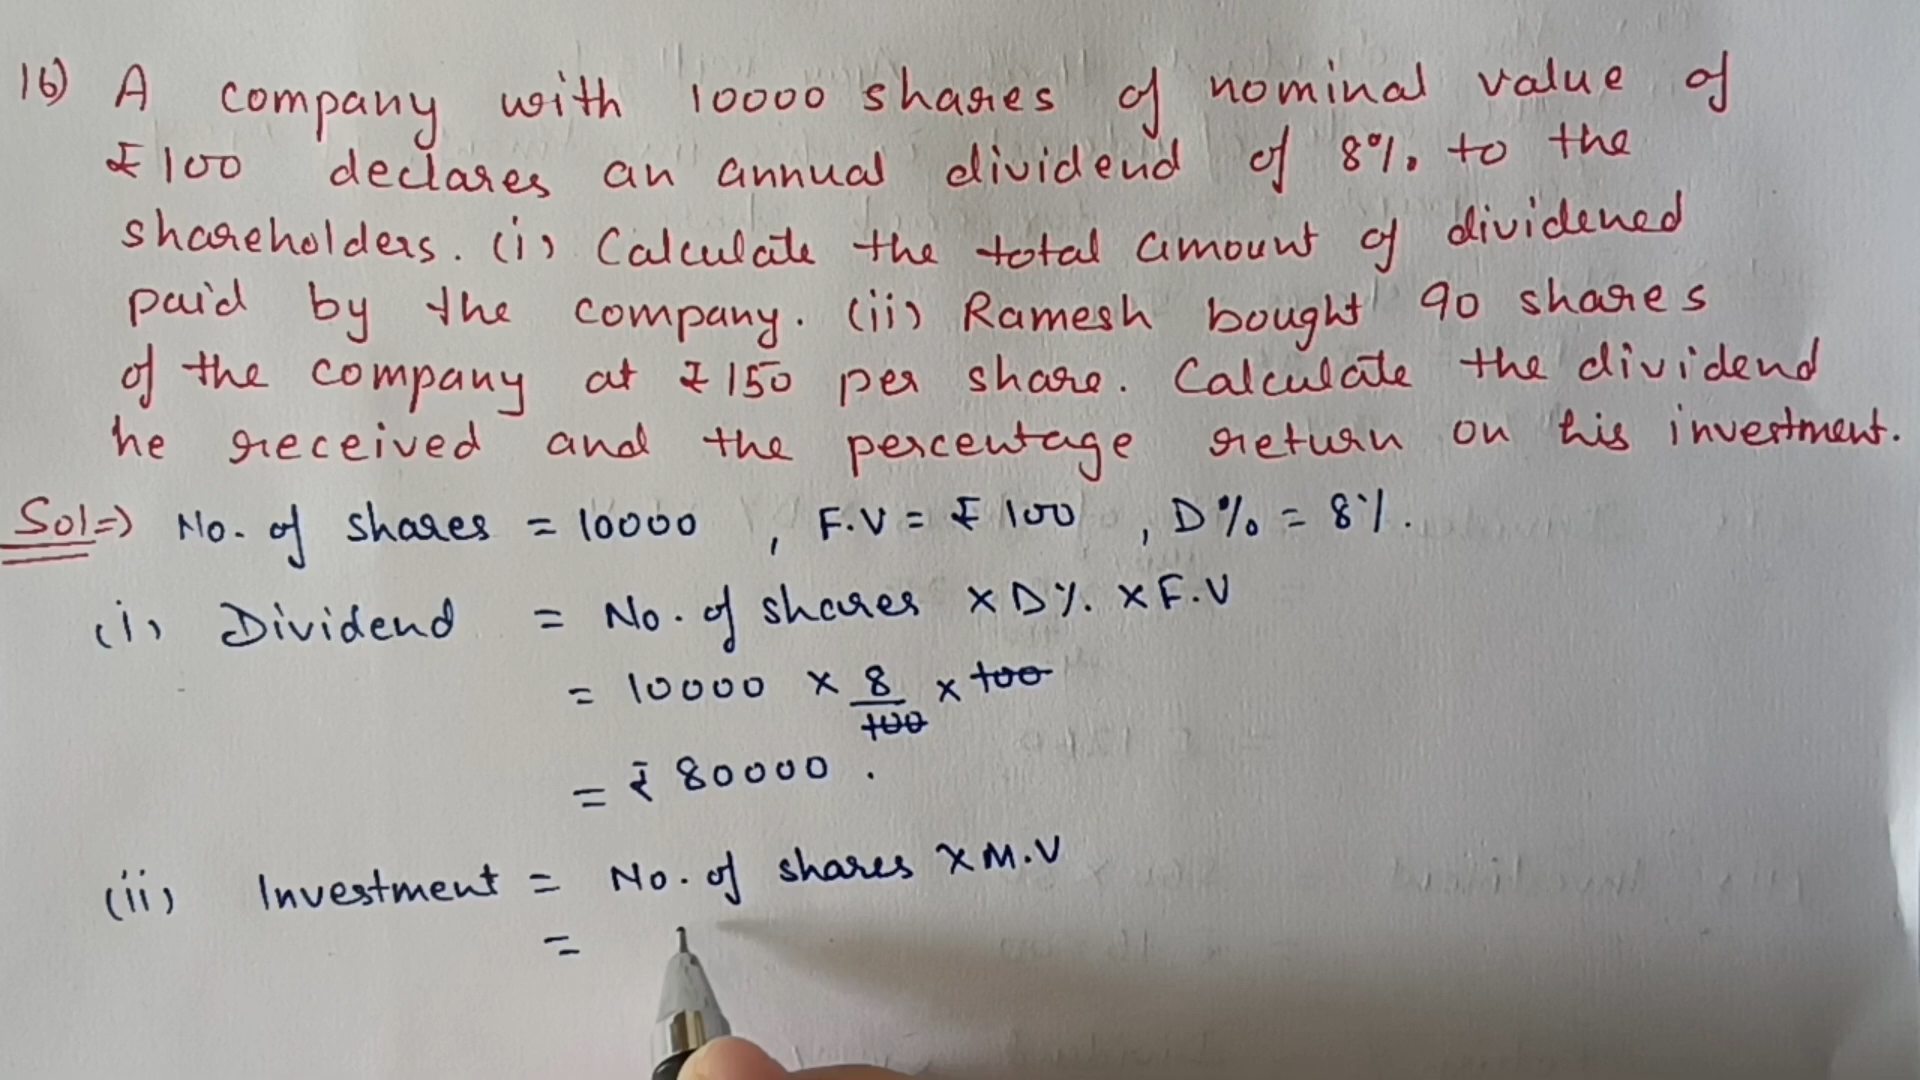 16) A company with 10000 shares of nominal value of
₹100 declares an annual dividend of 8% to the
shareholders. (i) Calculate the total amount of dividened
paid by the company. (ii) Ramesh bought 90 shares
of the company at ₹150 per share. Calculate the dividend
he received and the percentage return on his investment.
Sol=> No. of shares = 10000 , F.V = ₹100 , D% = 8%.
(i) Dividend = No. of shares × D% × F.V
= 10000 × 8/100 × 100
= ₹80000.
(ii) Investment = No. of shares × M.V
=